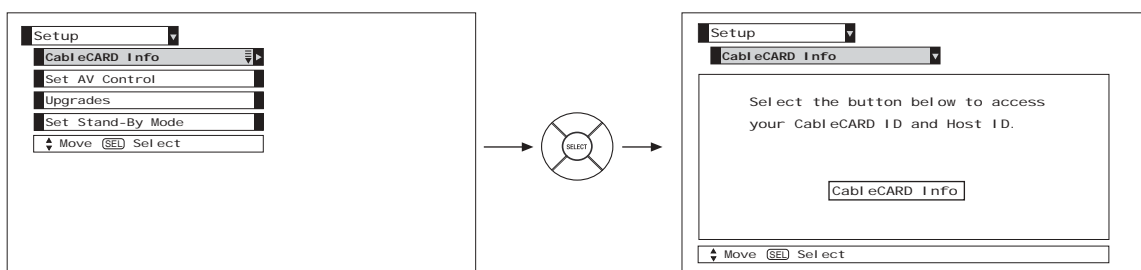 Setup
CableCARD Info
Set AV Control
Upgrades
Set Stand-By Mode
Move SEL Select
SELECT
Setup
CableCARD Info
Select the button below to access
your CableCARD ID and Host ID.
CableCARD Info
Move SEL Select